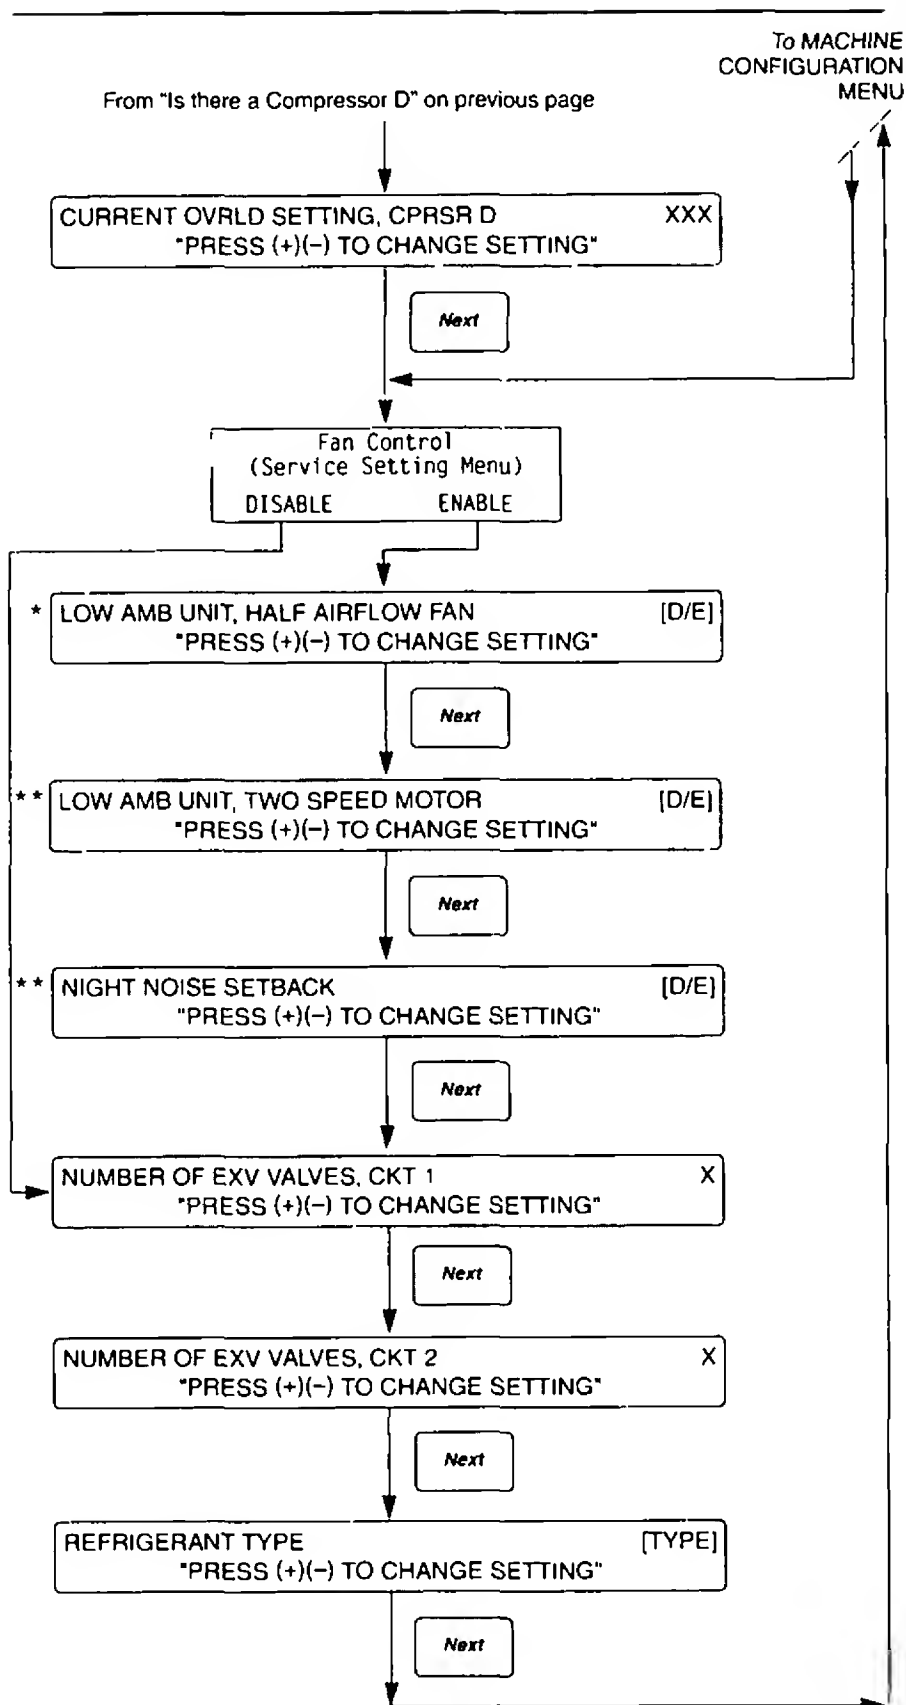 To MACHINE
CONFIGURATION
MENU
From "Is there a Compressor D" on previous page
CURRENT OVRLD SETTING, CPRSR D XXX
"PRESS (+)(−) TO CHANGE SETTING"
Next
Fan Control
(Service Setting Menu)
DISABLE ENABLE
* LOW AMB UNIT, HALF AIRFLOW FAN [D/E]
"PRESS (+)(−) TO CHANGE SETTING"
Next
** LOW AMB UNIT, TWO SPEED MOTOR [D/E]
"PRESS (+)(−) TO CHANGE SETTING"
Next
** NIGHT NOISE SETBACK [D/E]
"PRESS (+)(−) TO CHANGE SETTING"
Next
NUMBER OF EXV VALVES, CKT 1 X
"PRESS (+)(−) TO CHANGE SETTING"
Next
NUMBER OF EXV VALVES, CKT 2 X
"PRESS (+)(−) TO CHANGE SETTING"
Next
REFRIGERANT TYPE [TYPE]
"PRESS (+)(−) TO CHANGE SETTING"
Next